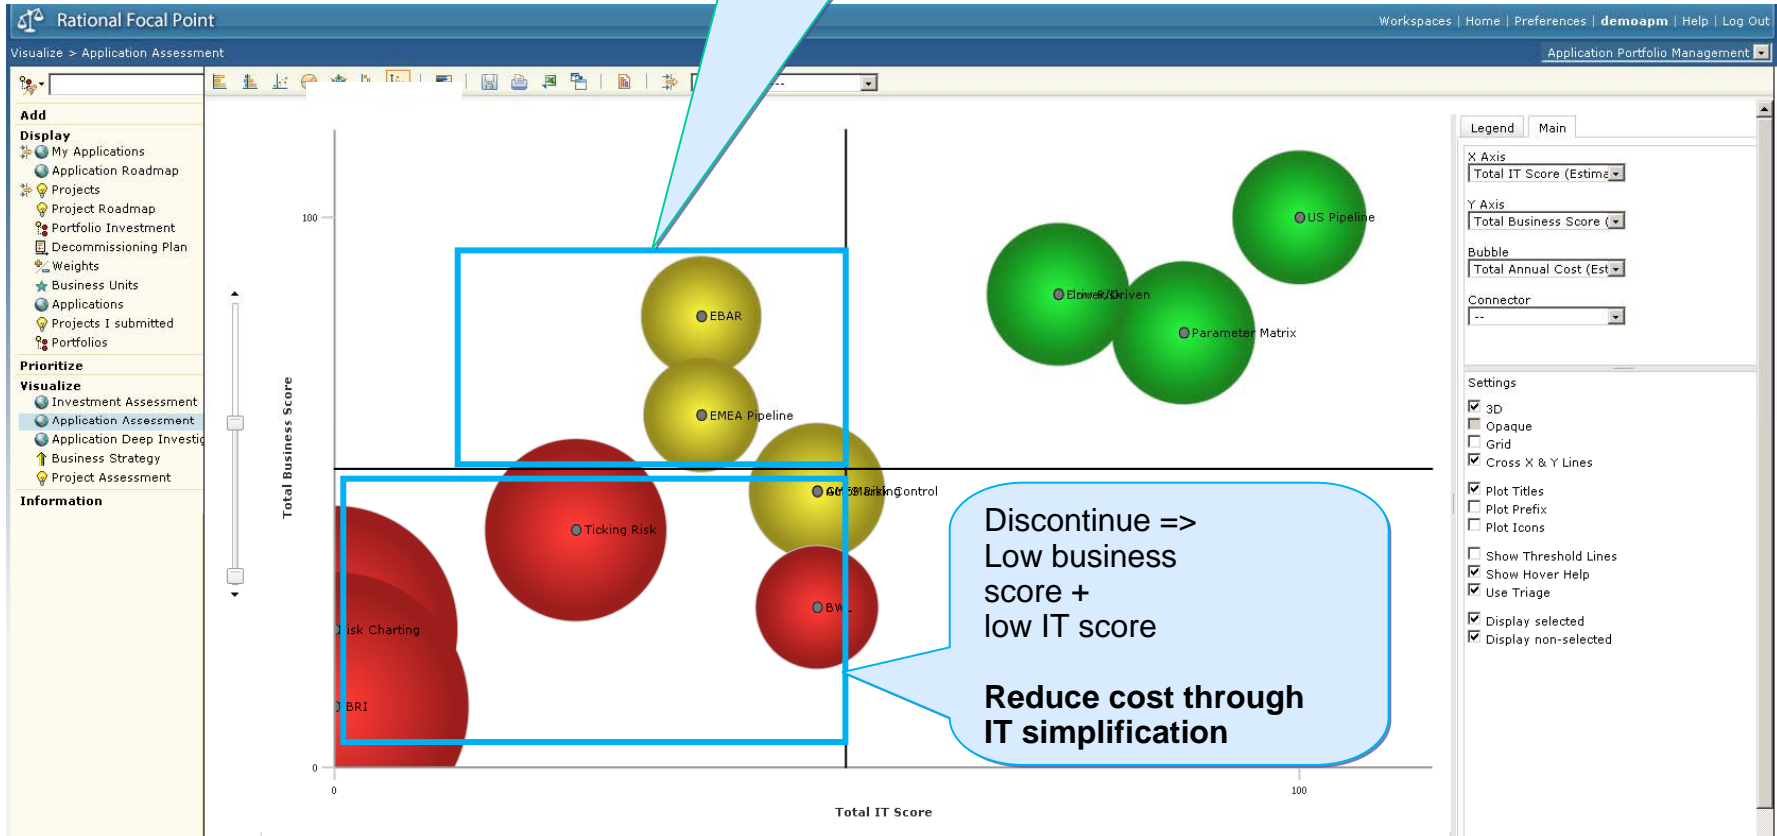 Rational Focal Point
Workspaces | Home | Preferences | demoapm | Help | Log Out
Visualize > Application Assessment
Application Portfolio Management
Add
Display
My Applications
Application Roadmap
Projects
Project Roadmap
Portfolio Investment
Decommissioning Plan
Weights
Business Units
Applications
Projects I submitted
Portfolios
Prioritize
Visualize
Investment Assessment
Application Assessment
Application Deep Investig
Business Strategy
Project Assessment
Information
--
Total Business Score
100
0
US Pipeline
Parameter Matrix
EBAR
EMEA Pipeline
Control
Ticking Risk
BWL
Risk Charting
BRI
0
100
Total IT Score
Discontinue =>
Low business
score +
low IT score
Reduce cost through
IT simplification
Legend
Main
X Axis
Total IT Score (Estima
Y Axis
Total Business Score (
Bubble
Total Annual Cost (Est
Connector
--
Settings
3D
Opaque
Grid
Cross X & Y Lines
Plot Titles
Plot Prefix
Plot Icons
Show Threshold Lines
Show Hover Help
Use Triage
Display selected
Display non-selected